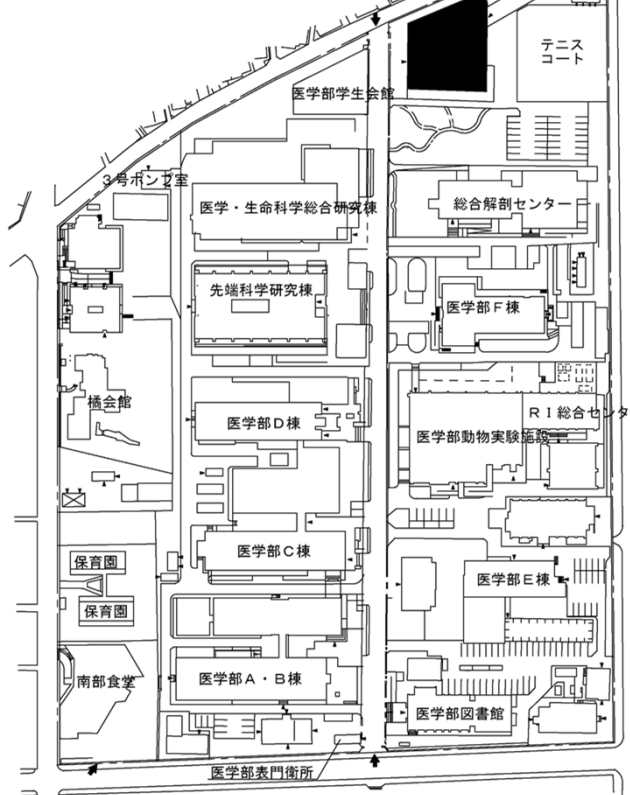 テニス
コート
医学部学生会館
3号ポンプ室
医学・生命科学総合研究棟
総合解剖センター
先端科学研究棟
医学部F棟
橘会館
医学部D棟
RI総合センタ
医学部動物実験施設
医学部C棟
保育園
医学部E棟
保育園
南部食堂
医学部A・B棟
医学部図書館
医学部表門衛所